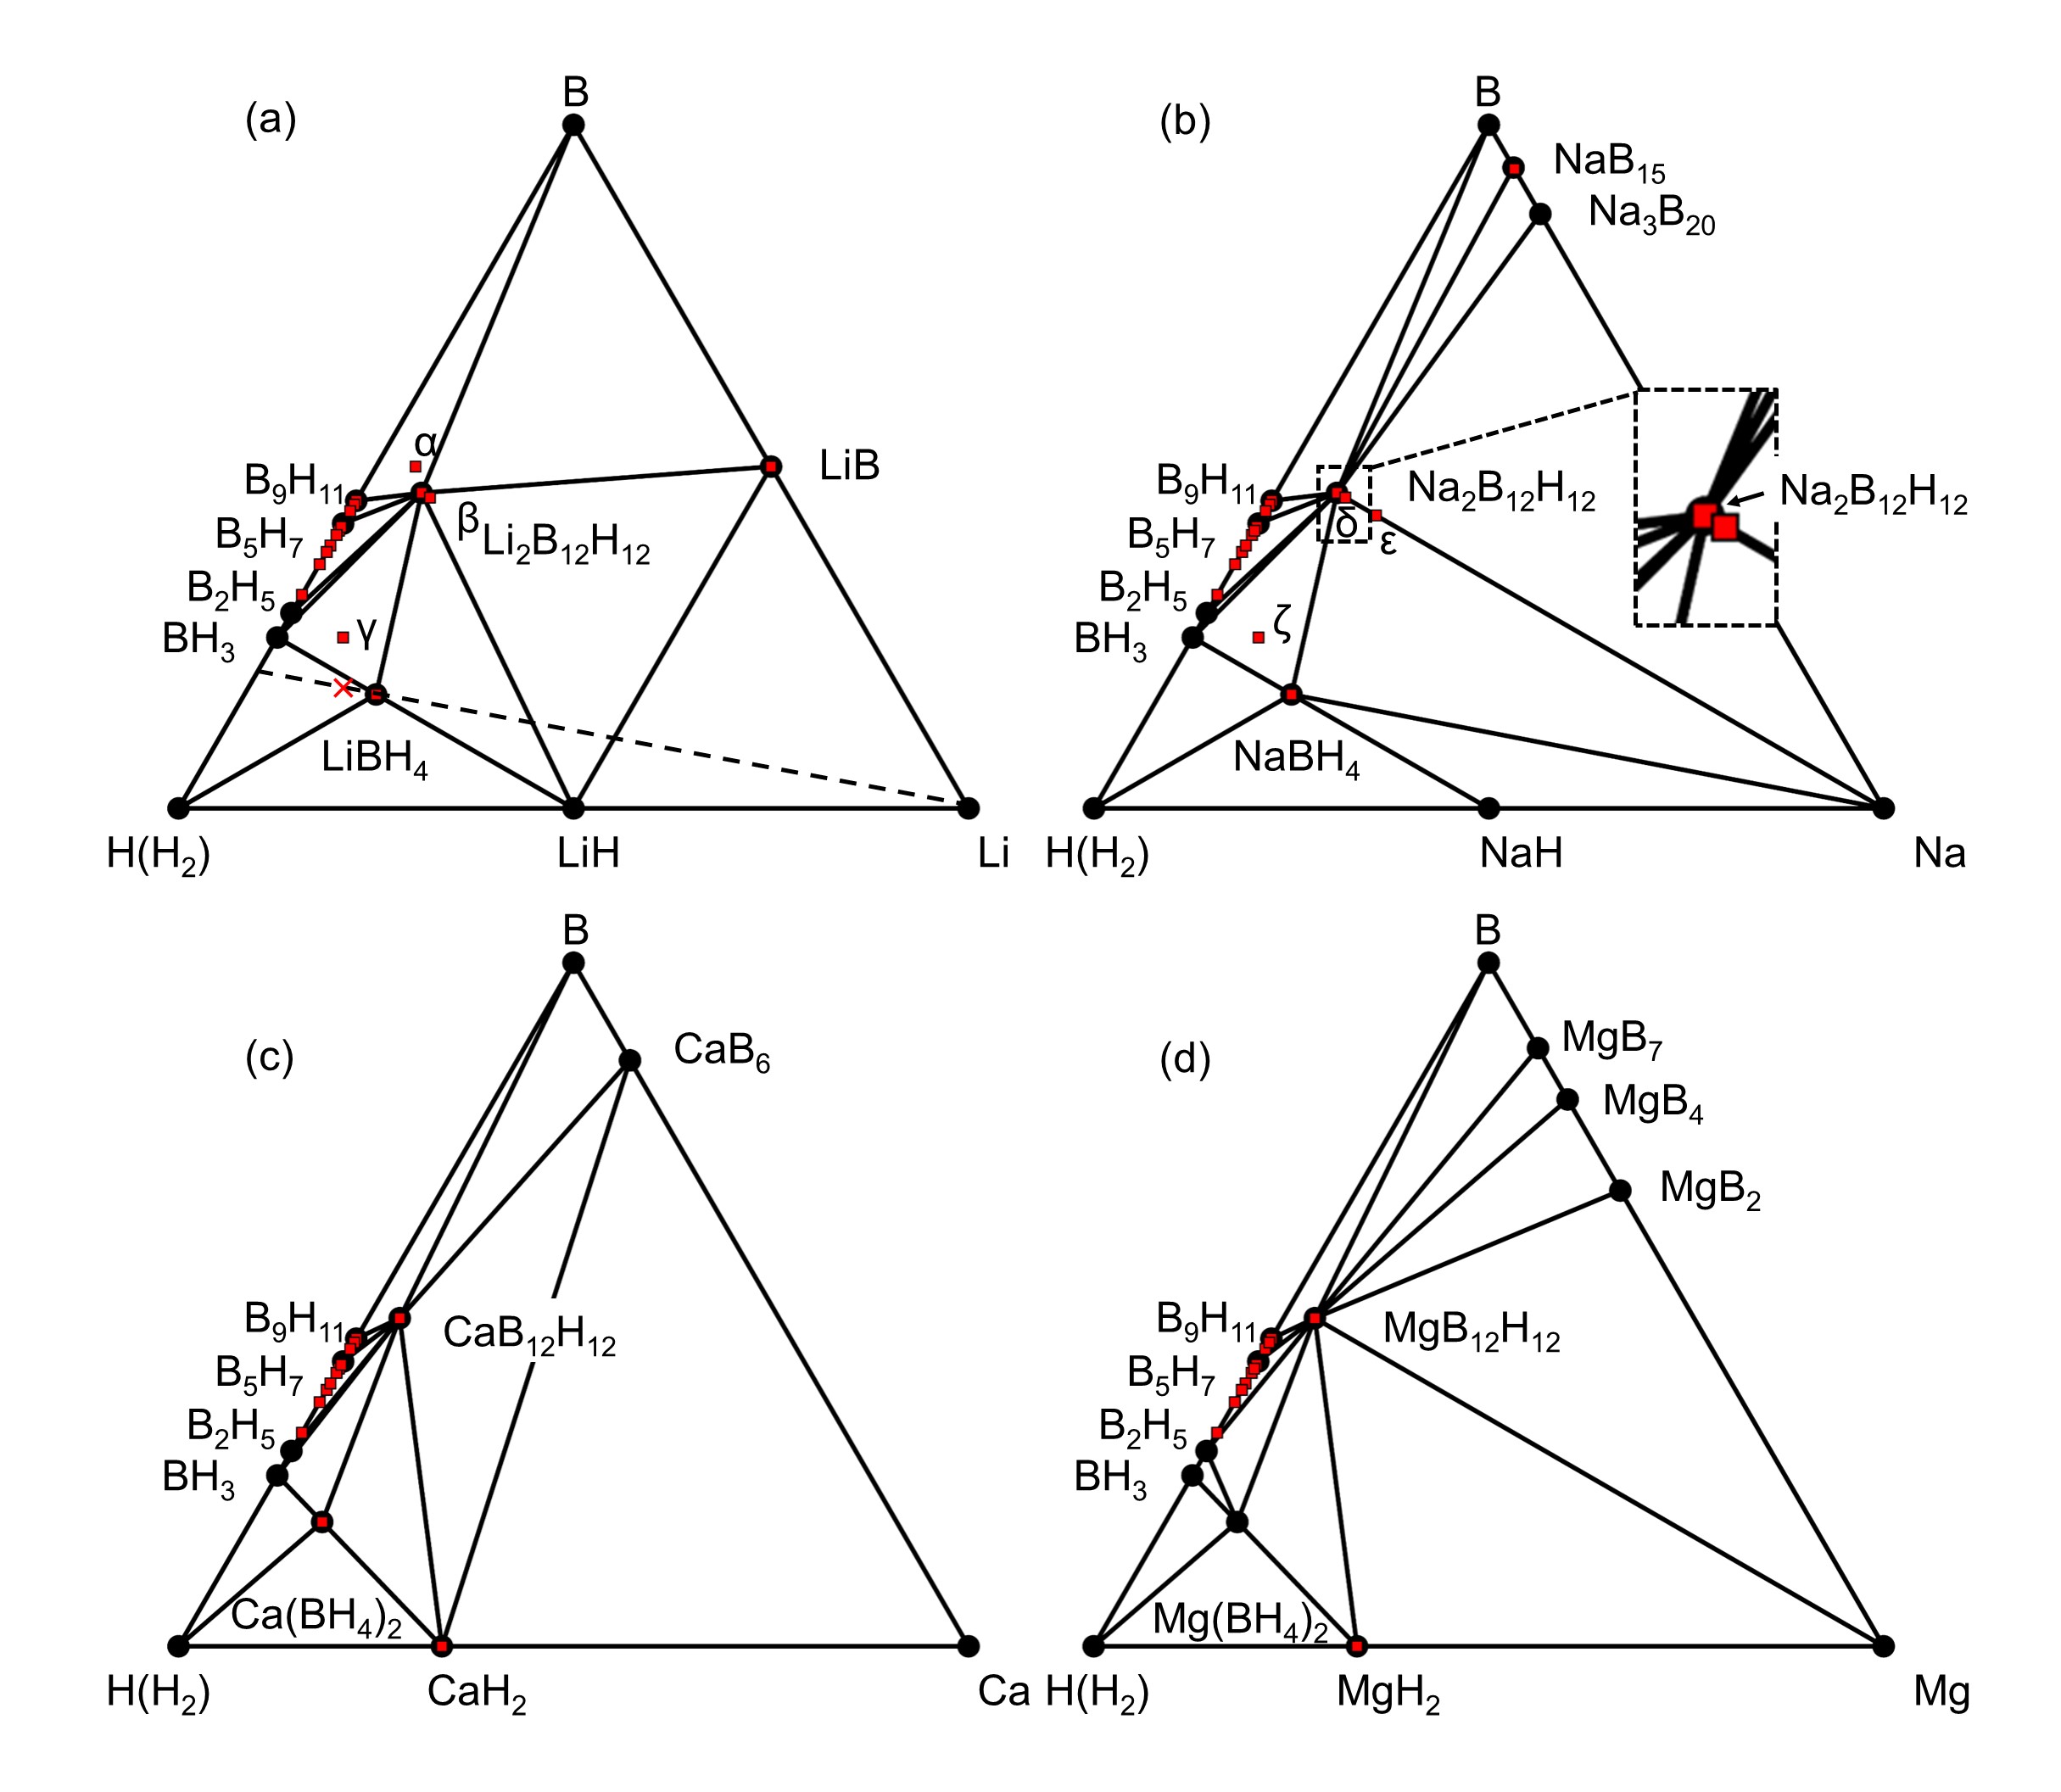 (a)
B
α
B₉H₁₁
LiB
B₅H₇
β
Li₂B₁₂H₁₂
B₂H₅
BH₃
γ
LiBH₄
H(H₂)
LiH
Li
(b)
B
NaB₁₅
Na₃B₂₀
B₉H₁₁
Na₂B₁₂H₁₂
Na₂B₁₂H₁₂
B₅H₇
δ
ε
B₂H₅
BH₃
ζ
NaBH₄
H(H₂)
NaH
Na
(c)
B
CaB₆
B₉H₁₁
CaB₁₂H₁₂
B₅H₇
B₂H₅
BH₃
Ca(BH₄)₂
H(H₂)
CaH₂
Ca
(d)
B
MgB₇
MgB₄
MgB₂
B₉H₁₁
MgB₁₂H₁₂
B₅H₇
B₂H₅
BH₃
Mg(BH₄)₂
H(H₂)
MgH₂
Mg